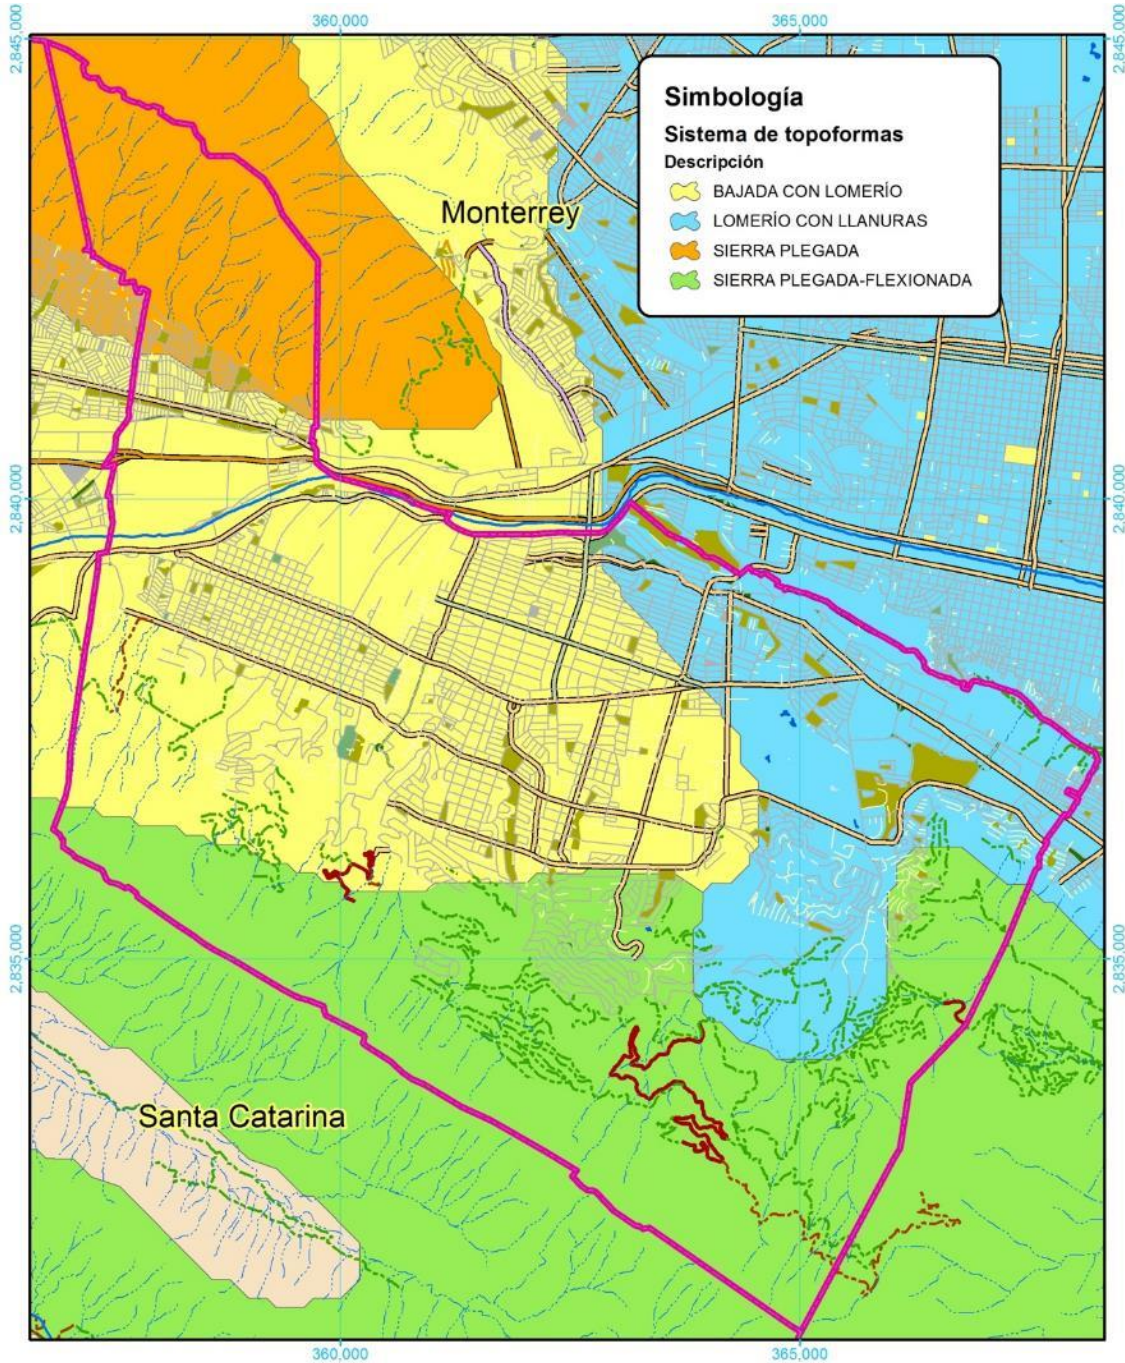 360,000
365,000
2,845,000
2,845,000
Simbología
Sistema de topoformas
Descripción
BAJADA CON LOMERÍO
LOMERÍO CON LLANURAS
SIERRA PLEGADA
SIERRA PLEGADA-FLEXIONADA
Monterrey
2,840,000
2,840,000
2,835,000
2,835,000
Santa Catarina
360,000
365,000